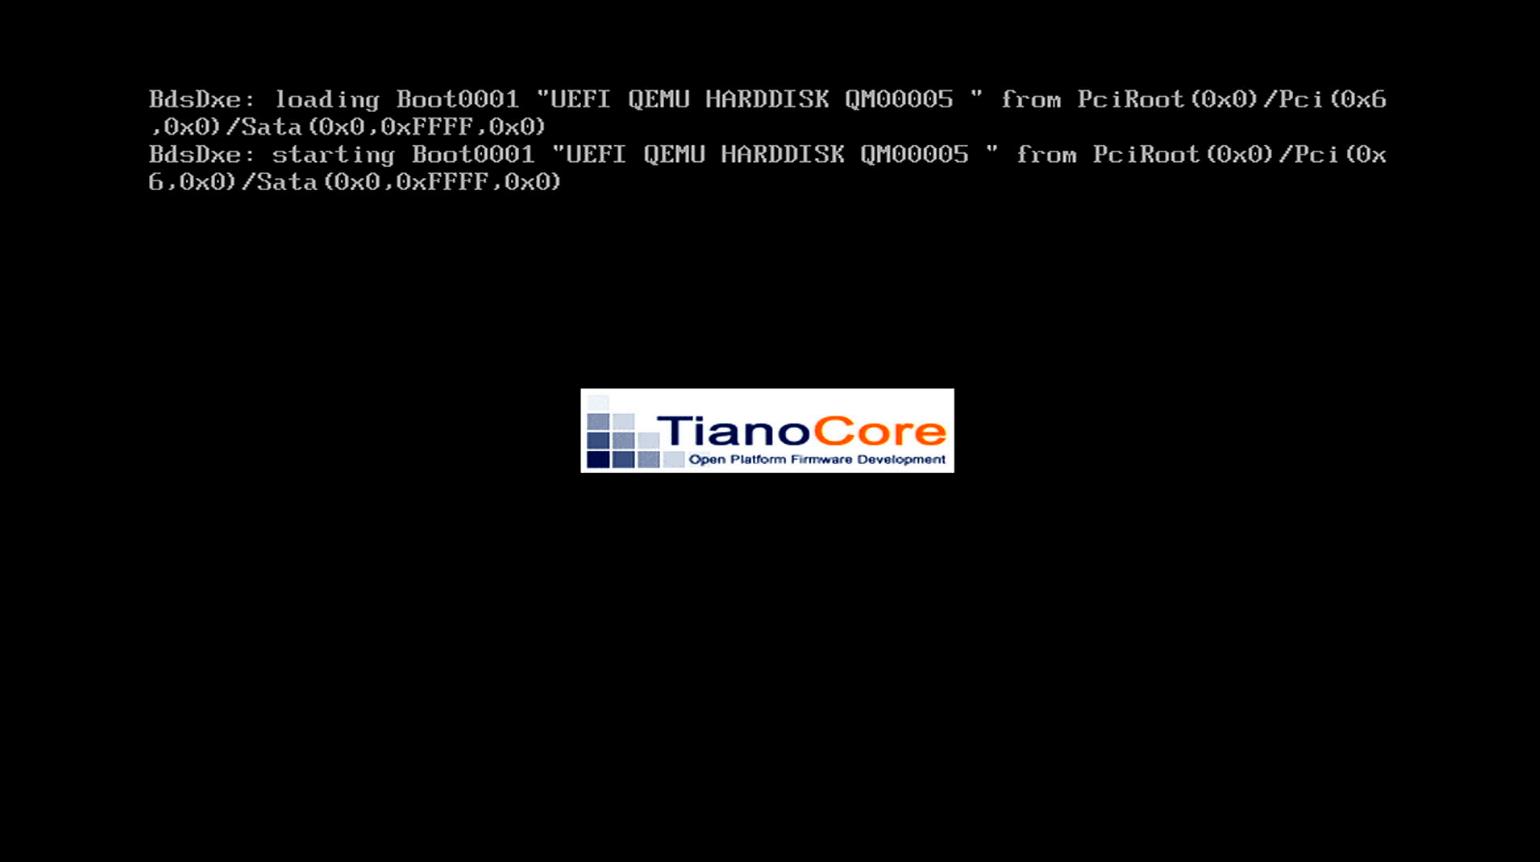 BdsDxe: loading Boot0001 "UEFI QEMU HARDDISK QM00005 " from PciRoot(0x0)/Pci(0x6
,0x0)/Sata(0x0,0xFFFF,0x0)
BdsDxe: starting Boot0001 "UEFI QEMU HARDDISK QM00005 " from PciRoot(0x0)/Pci(0x
6,0x0)/Sata(0x0,0xFFFF,0x0)
TianoCore
Open Platform Firmware Development